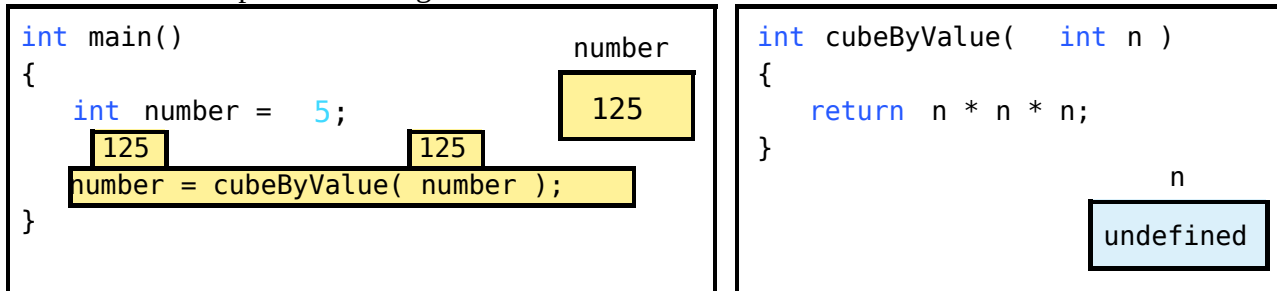 int main()
{
int number = 5;
number
125
125
125
number = cubeByValue( number );
}
int cubeByValue( int n )
{
return n * n * n;
}
n
undefined